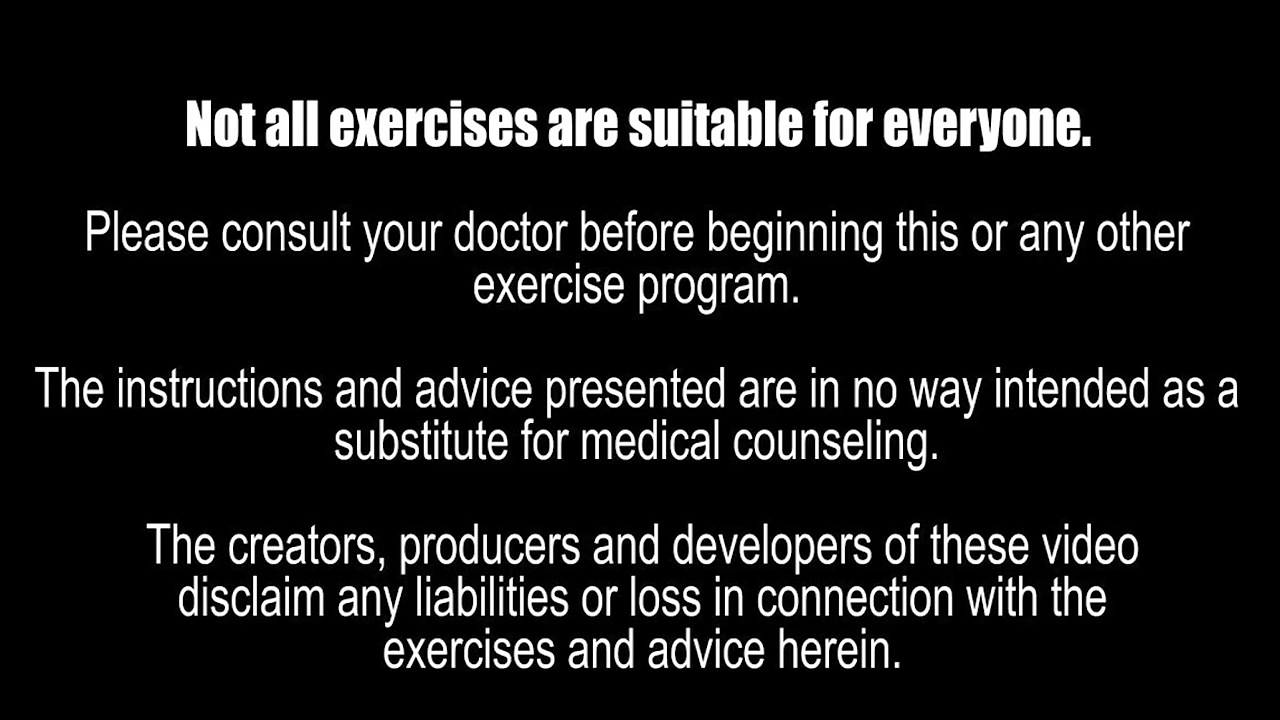 Not all exercises are suitable for everyone.
Please consult your doctor before beginning this or any other
exercise program.
The instructions and advice presented are in no way intended as a
substitute for medical counseling.
The creators, producers and developers of these video
disclaim any liabilities or loss in connection with the
exercises and advice herein.